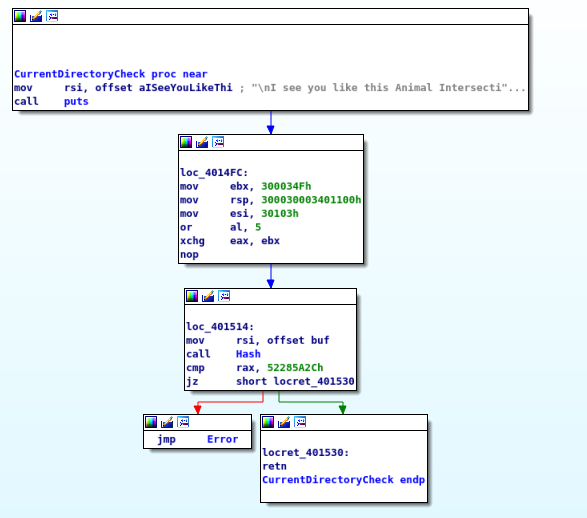 CurrentDirectoryCheck proc near
mov     rsi, offset aISeeYouLikeThi ; "\nI see you like this Animal Intersecti"...
call    puts
loc_4014FC:
mov     ebx, 300034Fh
mov     rsp, 300030003401100h
mov     esi, 30103h
or      al, 5
xchg    eax, ebx
nop
loc_401514:
mov     rsi, offset buf
call    Hash
cmp     rax, 52285A2Ch
jz      short locret_401530
jmp     Error
locret_401530:
retn
CurrentDirectoryCheck endp